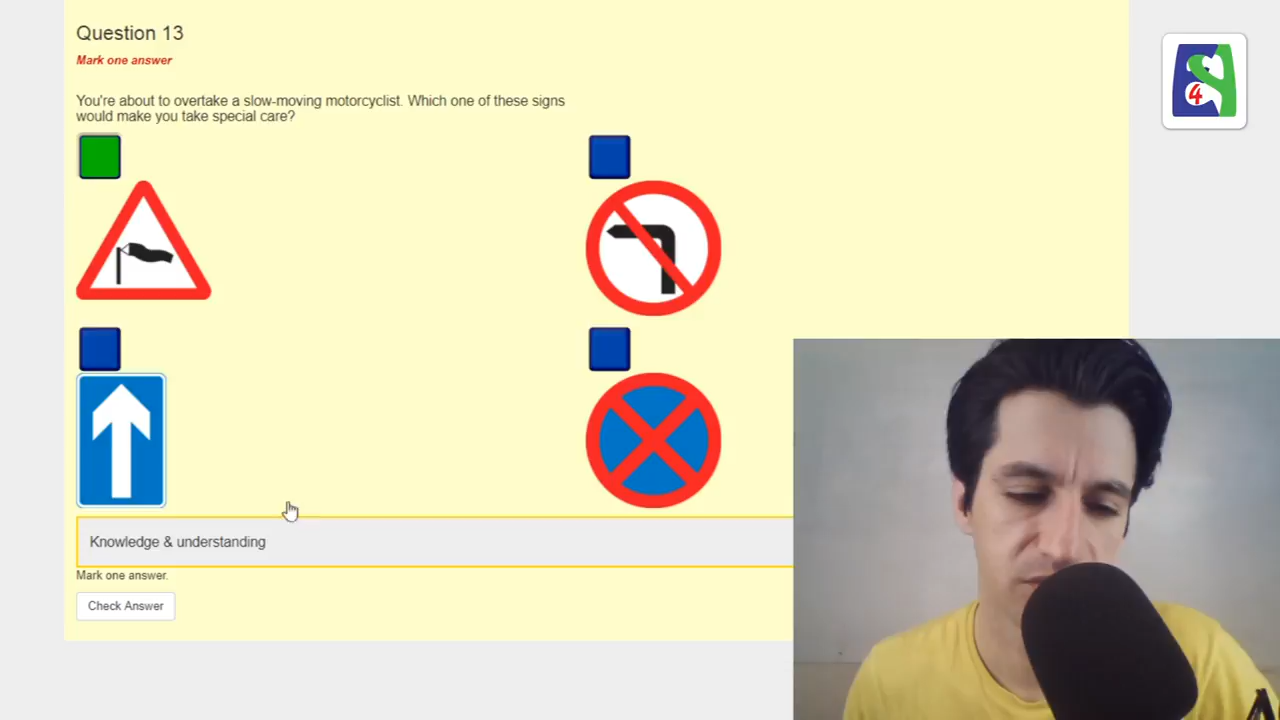 Question 13
Mark one answer
You're about to overtake a slow-moving motorcyclist. Which one of these signs
would make you take special care?
4
Knowledge & understanding
Mark one answer.
Check Answer